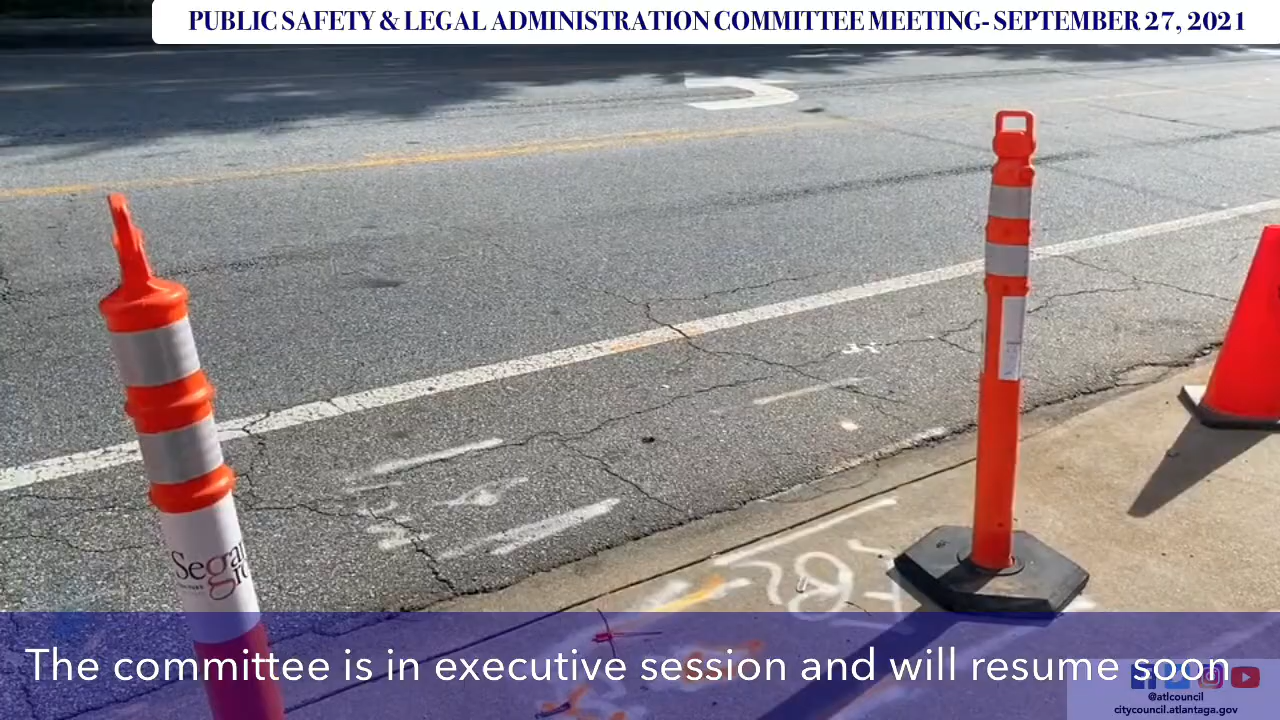 PUBLIC SAFETY & LEGAL ADMINISTRATION COMMITTEE MEETING- SEPTEMBER 27, 2021
The committee is in executive session and will resume soon
@atlcouncil
citycouncil.atlantaga.gov